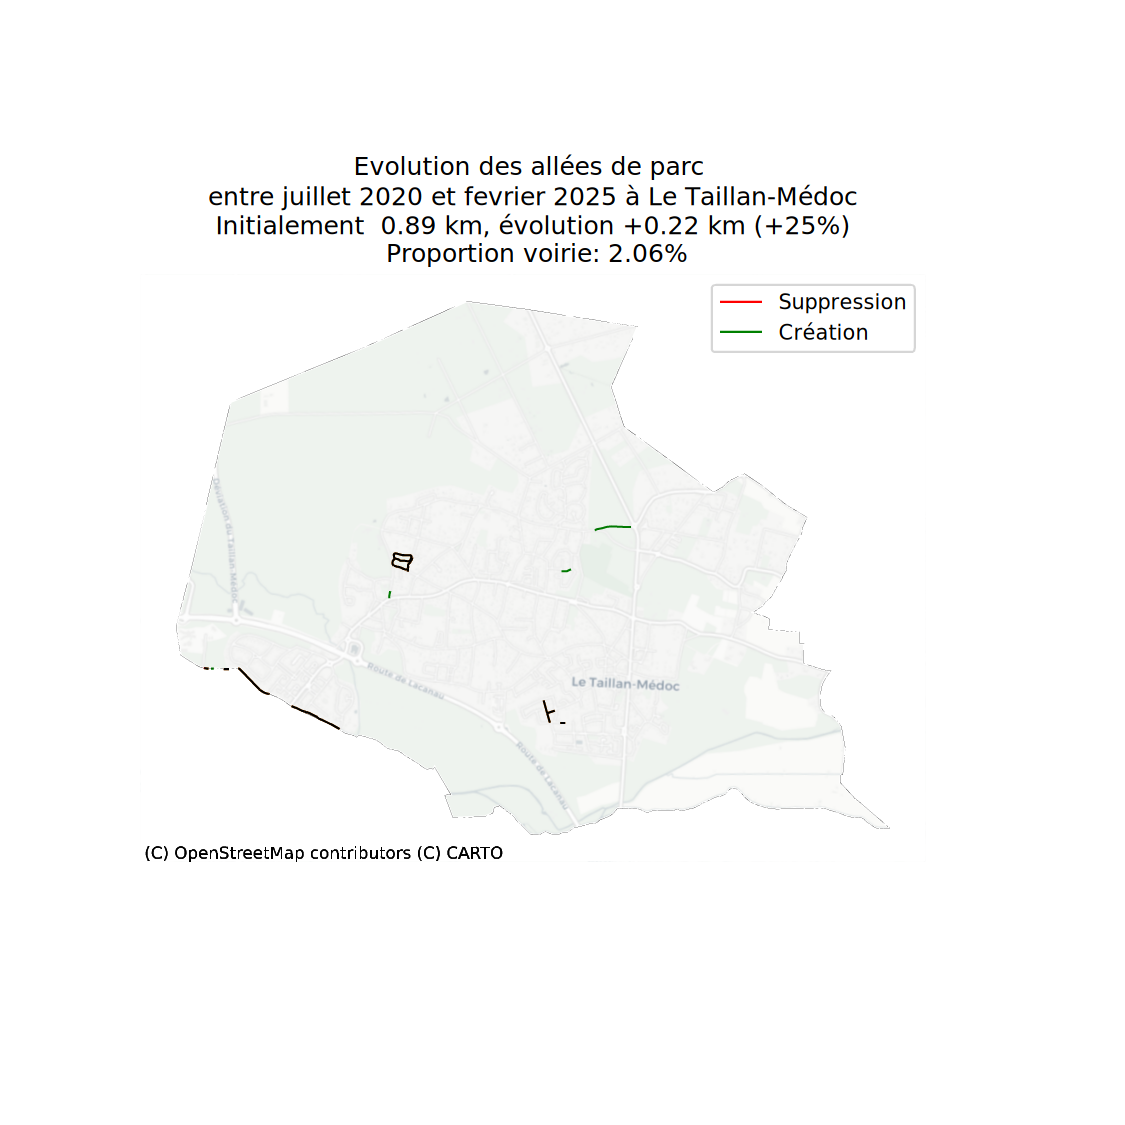 Evolution des allées de parc
entre juillet 2020 et fevrier 2025 à Le Taillan-Médoc
Initialement  0.89 km, évolution +0.22 km (+25%)
Proportion voirie: 2.06%
Suppression
Création
Déviation du Taillan-Médoc
Route de Lacanau
Le Taillan-Médoc
Route de Lacanau
(C) OpenStreetMap contributors (C) CARTO